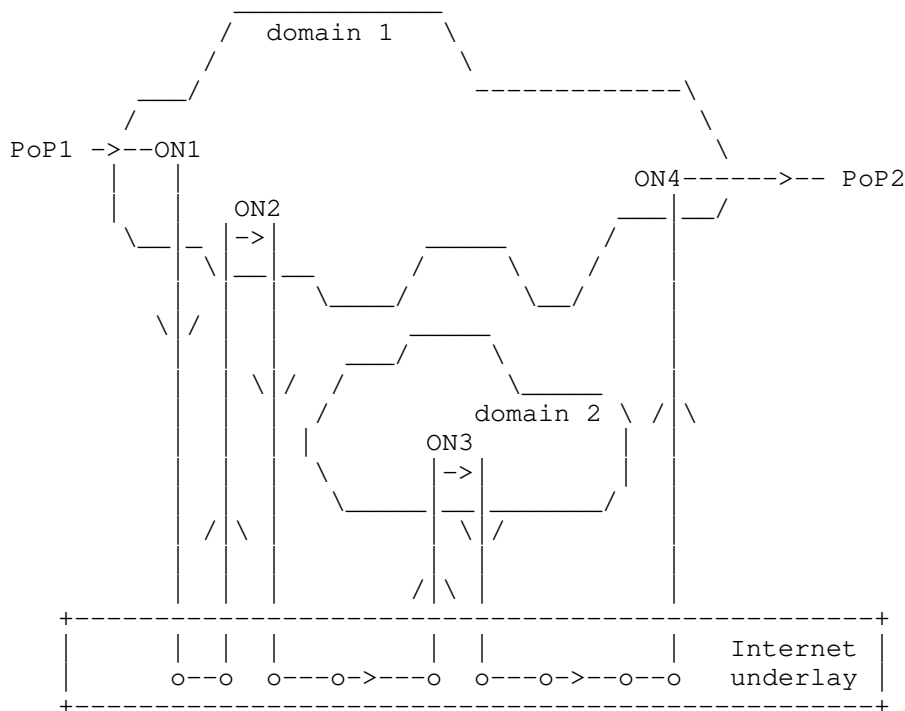 domain 1
PoP1 ->--ON1
ON4------>-- PoP2
ON2
->
domain 2
ON3
->
Internet
o--o o---o->---o o---o->--o--o underlay